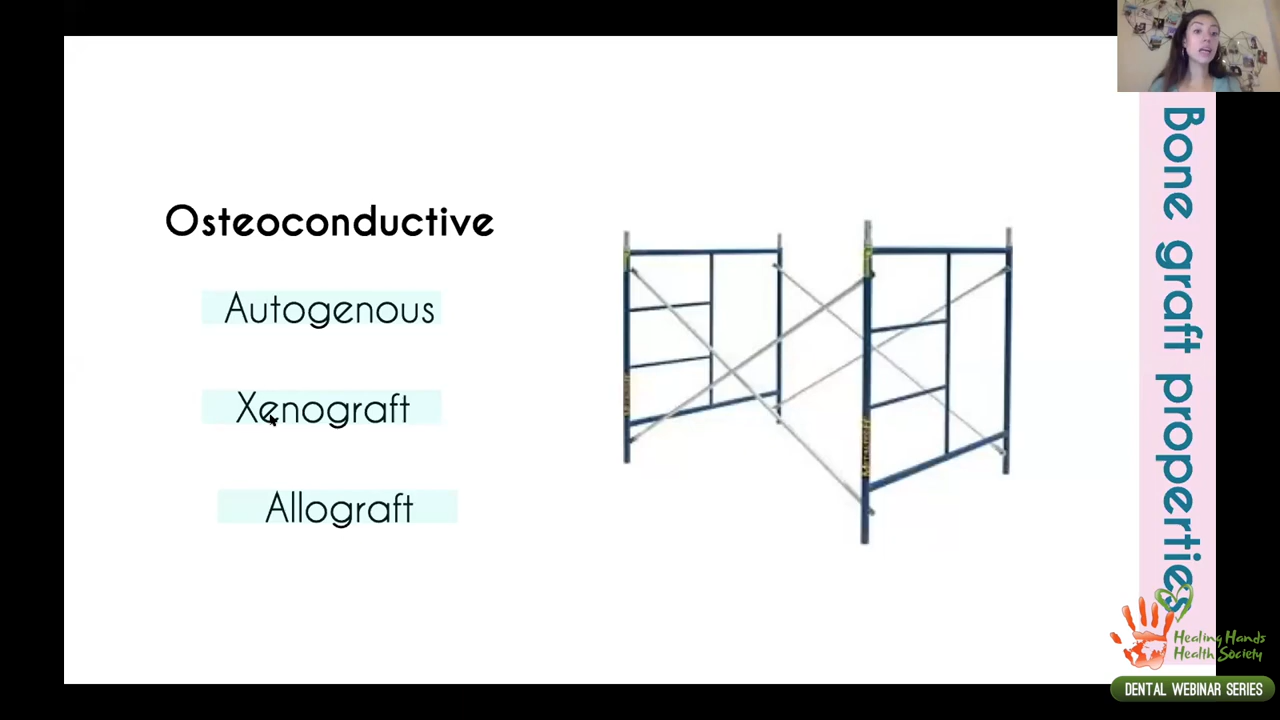 Osteoconductive
Autogenous
Xenograft
Allograft
Bone graft properties
Healing Hands
Health Society
DENTAL WEBINAR SERIES